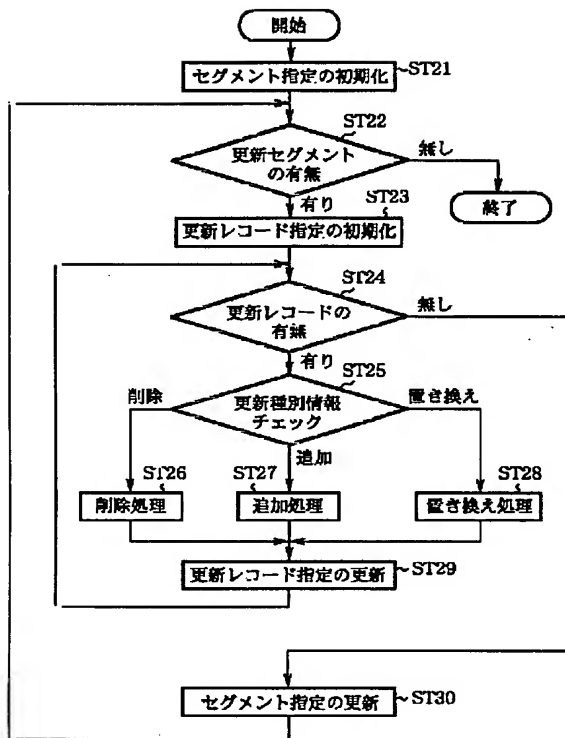 開始
セグメント指定の初期化
ST21
ST22
更新セグメント
の有無
無し
終了
有り
ST23
更新レコード指定の初期化
ST24
更新レコードの
有無
無し
有り
ST25
更新種別情報
チェック
削除
置き換え
追加
ST26
削除処理
ST27
追加処理
ST28
置き換え処理
更新レコード指定の更新
ST29
セグメント指定の更新
ST30